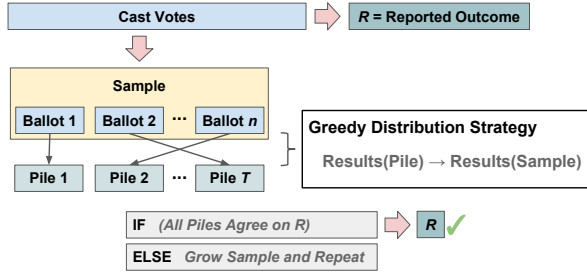 Cast Votes
R = Reported Outcome
Sample
Ballot 1 Ballot 2 ... Ballot n
Greedy Distribution Strategy
Results(Pile) → Results(Sample)
Pile 1 Pile 2 ... Pile T
IF (All Piles Agree on R)
R
ELSE Grow Sample and Repeat